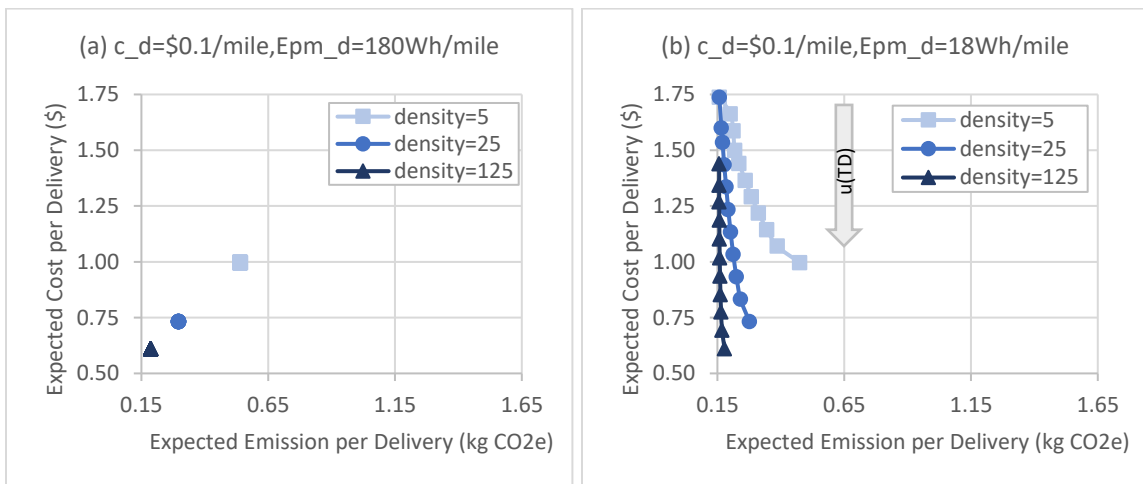 (a) c_d=$0.1/mile,Epm_d=180Wh/mile
Expected Cost per Delivery ($)
1.75
1.50
1.25
1.00
0.75
0.50
density=5
density=25
density=125
0.15
0.65
1.15
1.65
Expected Emission per Delivery (kg CO2e)
(b) c_d=$0.1/mile,Epm_d=18Wh/mile
Expected Cost per Delivery ($)
1.75
1.50
1.25
1.00
0.75
0.50
u(TD)
density=5
density=25
density=125
0.15
0.65
1.15
1.65
Expected Emission per Delivery (kg CO2e)